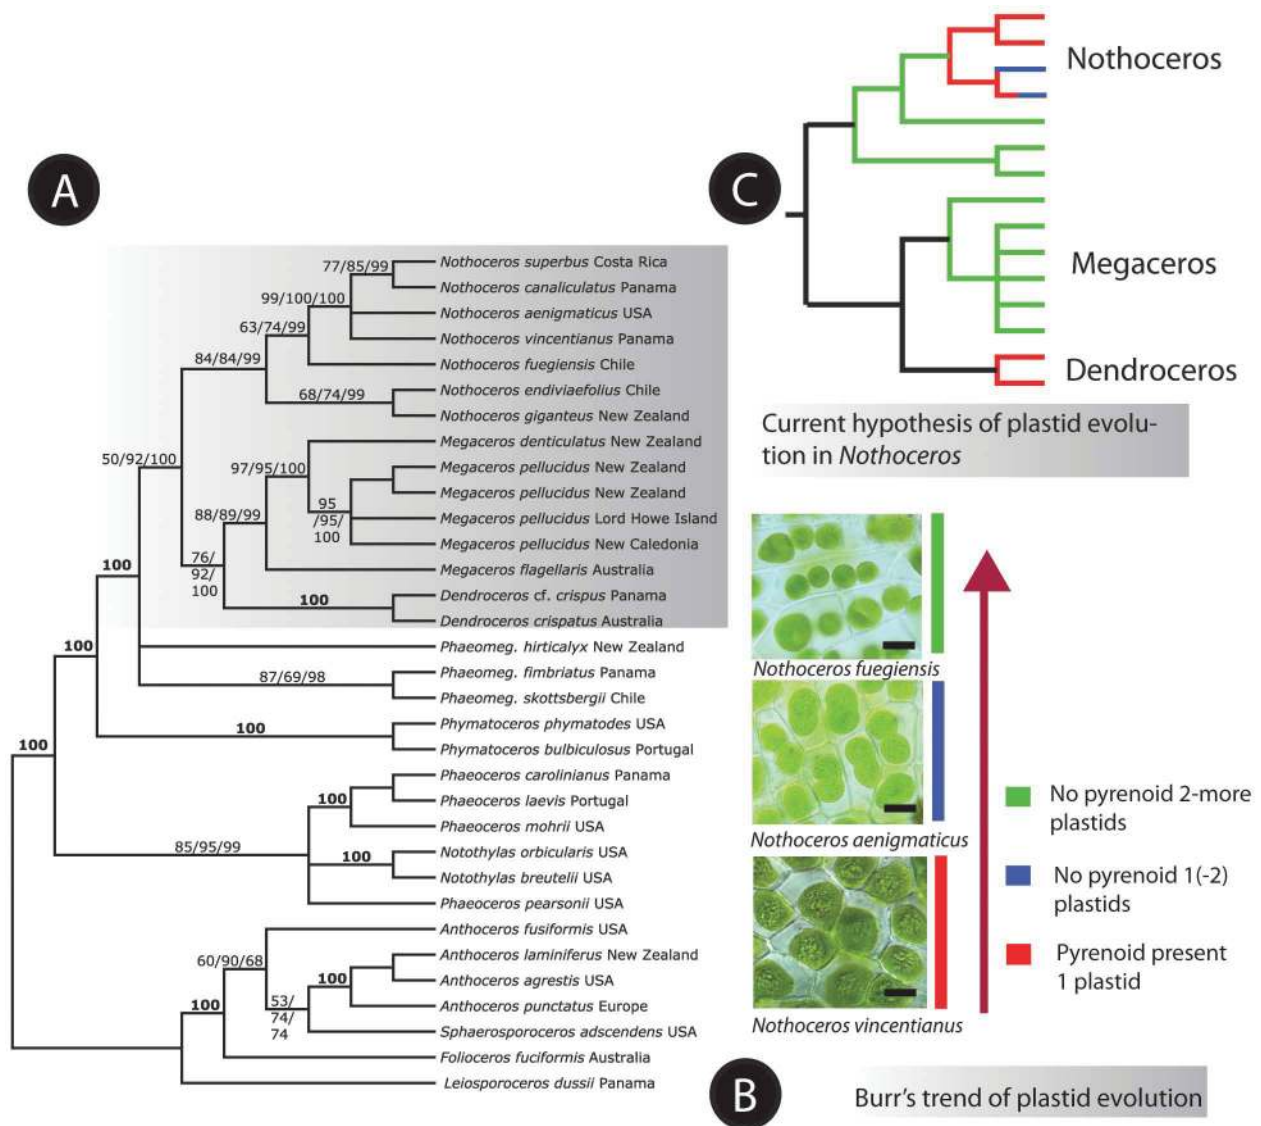 A
77/85/99
Nothoceros superbus Costa Rica
Nothoceros canaliculatus Panama
99/100/100
Nothoceros aenigmaticus USA
63/74/99
Nothoceros vincentianus Panama
84/84/99
Nothoceros fuegiensis Chile
Nothoceros endiviaefolius Chile
68/74/99
Nothoceros giganteus New Zealand
Megaceros denticulatus New Zealand
50/92/100
97/95/100
Megaceros pellucidus New Zealand
Megaceros pellucidus New Zealand
95
/95/
100
88/89/99
Megaceros pellucidus Lord Howe Island
Megaceros pellucidus New Caledonia
76/
92/
100
100
Megaceros flagellaris Australia
100
Dendroceros cf. crispus Panama
Dendroceros crispatus Australia
100
Phaeomeg. hirticalyx New Zealand
87/69/98
Phaeomeg. fimbriatus Panama
Phaeomeg. skottsbergii Chile
100
Phymatoceros phymatodes USA
100
Phymatoceros bulbiculosus Portugal
Phaeoceros carolinianus Panama
100
Phaeoceros laevis Portugal
Phaeoceros mohrii USA
85/95/99
100
Notothylas orbicularis USA
Notothylas breutelii USA
Phaeoceros pearsonii USA
Anthoceros fusiformis USA
60/90/68
Anthoceros laminiferus New Zealand
100
Anthoceros agrestis USA
100
53/
74/
74
Anthoceros punctatus Europe
Sphaerosporoceros adscendens USA
Folioceros fuciformis Australia
Leiosporoceros dussii Panama
C
Nothoceros
Megaceros
Dendroceros
Current hypothesis of plastid evolu-
tion in Nothoceros
Nothoceros fuegiensis
Nothoceros aenigmaticus
Nothoceros vincentianus
No pyrenoid 2-more
plastids
No pyrenoid 1(-2)
plastids
Pyrenoid present
1 plastid
B
Burr's trend of plastid evolution